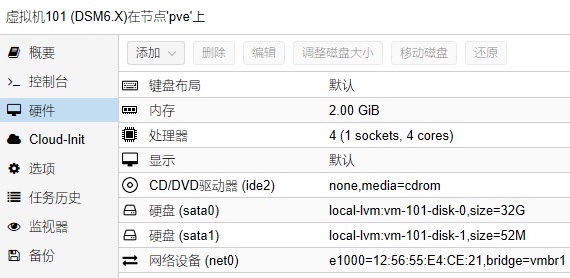 虚拟机101 (DSM6.X)在节点'pve'上
概要
控制台
硬件
Cloud-Init
选项
任务历史
监视器
备份
添加 删除 编辑 调整磁盘大小 移动磁盘 还原
键盘布局 默认
内存 2.00 GiB
处理器 4 (1 sockets, 4 cores)
显示 默认
CD/DVD驱动器 (ide2) none,media=cdrom
硬盘 (sata0) local-lvm:vm-101-disk-0,size=32G
硬盘 (sata1) local-lvm:vm-101-disk-1,size=52M
网络设备 (net0) e1000=12:56:55:E4:CE:21,bridge=vmbr1